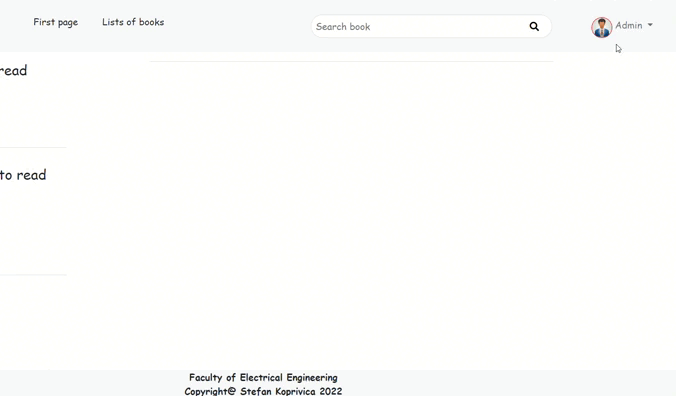 First page
Lists of books
Search book
Admin
read
to read
Faculty of Electrical Engineering
Copyright@ Stefan Koprivica 2022